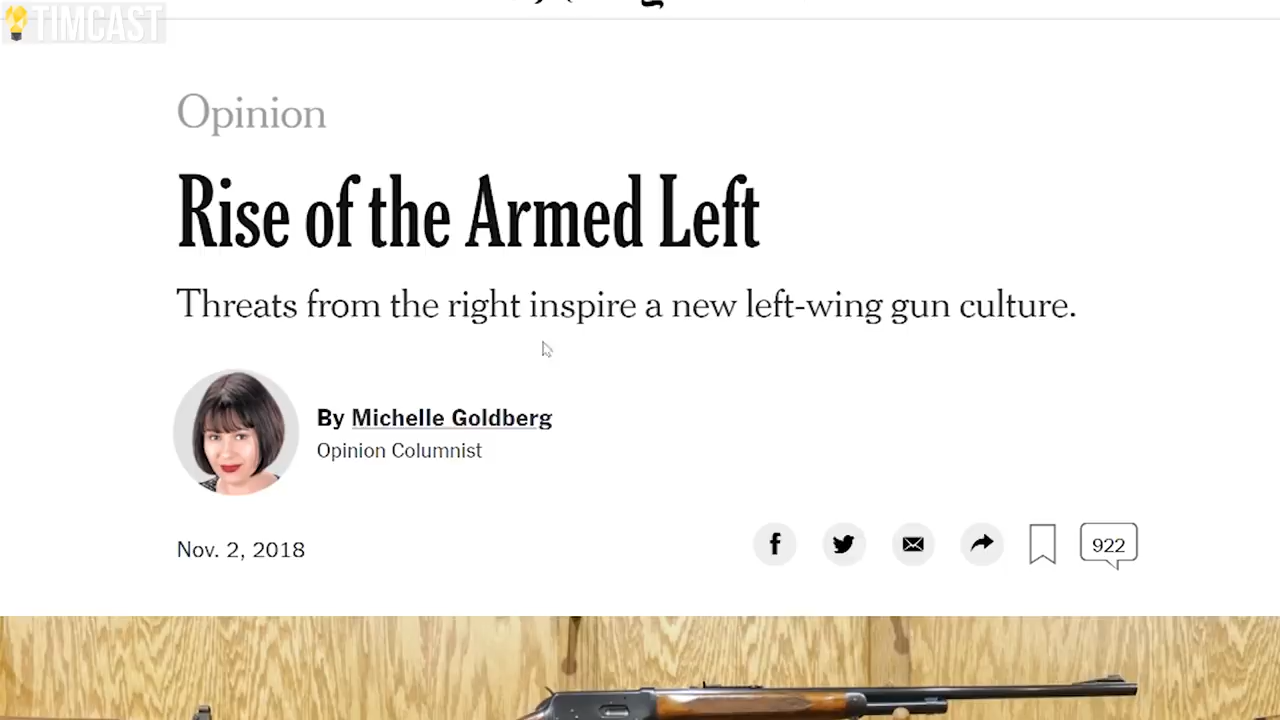 TIMCAST
Opinion
Rise of the Armed Left
Threats from the right inspire a new left-wing gun culture.
By Michelle Goldberg
Opinion Columnist
Nov. 2, 2018
922